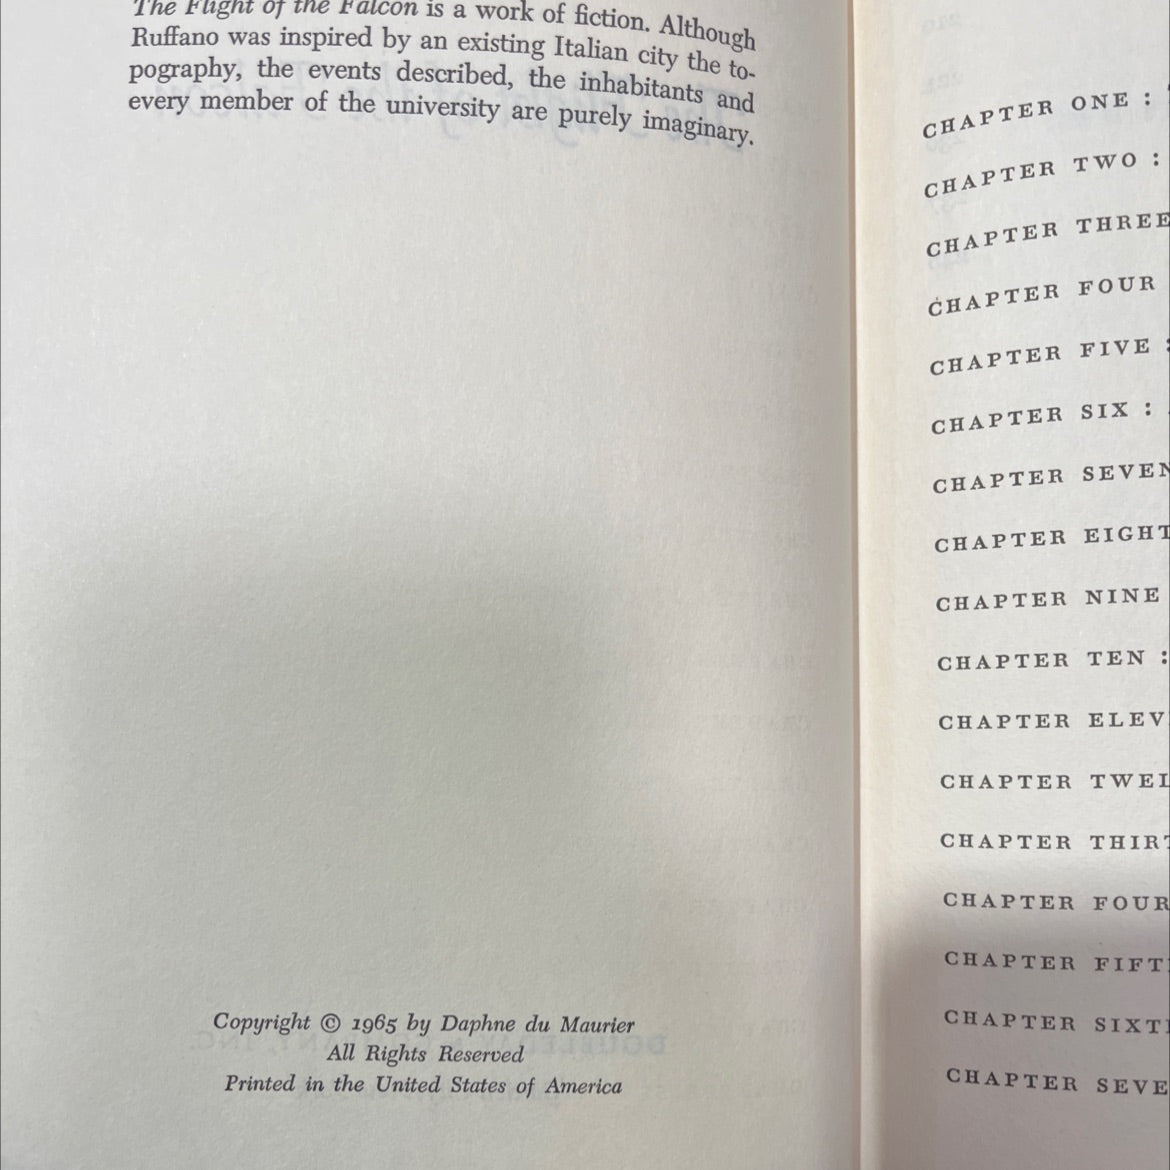 The Flight of the Falcon is a work of fiction. Although
Ruffano was inspired by an existing Italian city the to-
pography, the events described, the inhabitants and
every member of the university are purely imaginary.
Copyright © 1965 by Daphne du Maurier
All Rights Reserved
Printed in the United States of America
CHAPTER ONE :
CHAPTER TWO :
CHAPTER THREE
CHAPTER FOUR
CHAPTER FIVE :
CHAPTER SIX :
CHAPTER SEVEN
CHAPTER EIGHT
CHAPTER NINE
CHAPTER TEN :
CHAPTER ELEV
CHAPTER TWEL
CHAPTER THIRT
CHAPTER FOUR
CHAPTER FIFT
CHAPTER SIXT
CHAPTER SEVE